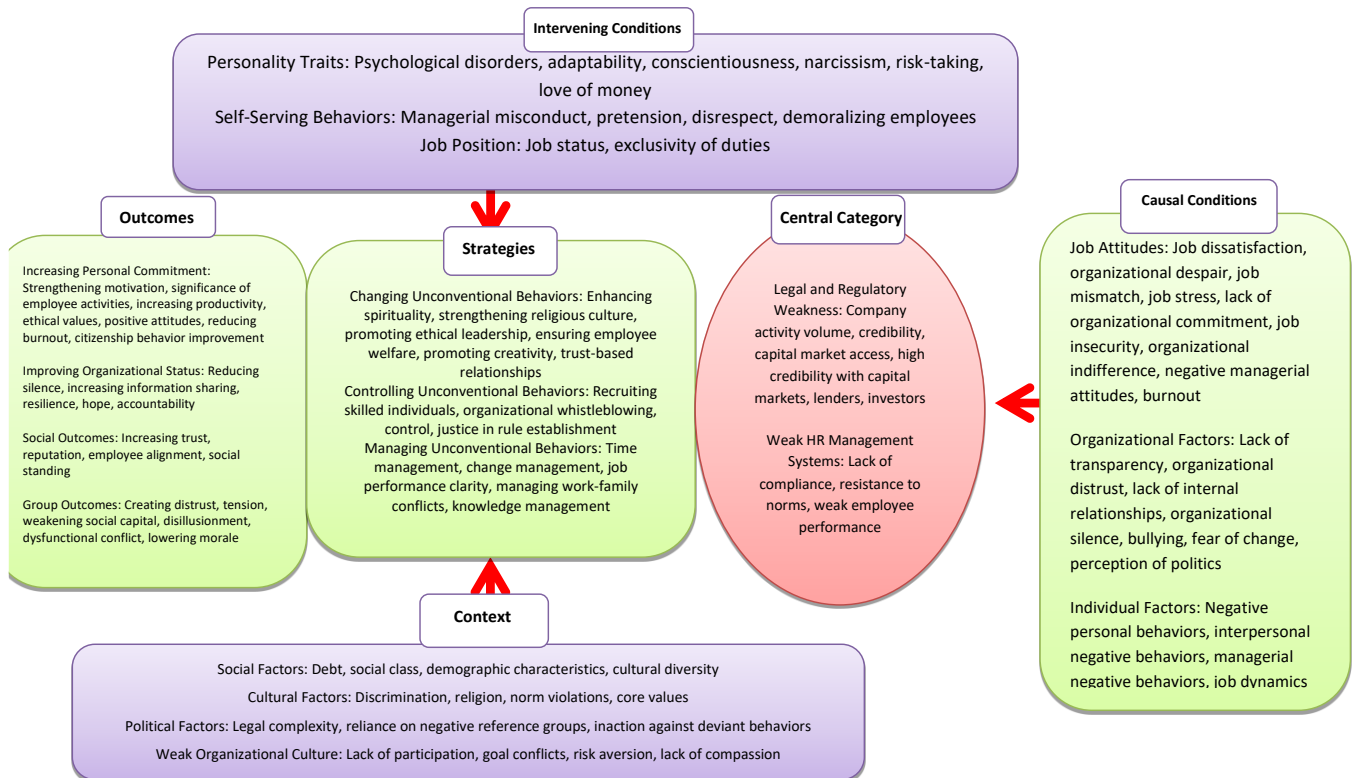 Intervening Conditions
Personality Traits: Psychological disorders, adaptability, conscientiousness, narcissism, risk-taking,
love of money
Self-Serving Behaviors: Managerial misconduct, pretension, disrespect, demoralizing employees
Job Position: Job status, exclusivity of duties
Outcomes
Increasing Personal Commitment:
Strengthening motivation, significance of
employee activities, increasing productivity,
ethical values, positive attitudes, reducing
burnout, citizenship behavior improvement
Improving Organizational Status: Reducing
silence, increasing information sharing,
resilience, hope, accountability
Social Outcomes: Increasing trust,
reputation, employee alignment, social
standing
Group Outcomes: Creating distrust, tension,
weakening social capital, disillusionment,
dysfunctional conflict, lowering morale
Strategies
Changing Unconventional Behaviors: Enhancing
spirituality, strengthening religious culture,
promoting ethical leadership, ensuring employee
welfare, promoting creativity, trust-based
relationships
Controlling Unconventional Behaviors: Recruiting
skilled individuals, organizational whistleblowing,
control, justice in rule establishment
Managing Unconventional Behaviors: Time
management, change management, job
performance clarity, managing work-family
conflicts, knowledge management
Central Category
Legal and Regulatory
Weakness: Company
activity volume, credibility,
capital market access, high
credibility with capital
markets, lenders, investors
Weak HR Management
Systems: Lack of
compliance, resistance to
norms, weak employee
performance
Causal Conditions
Job Attitudes: Job dissatisfaction,
organizational despair, job
mismatch, job stress, lack of
organizational commitment, job
insecurity, organizational
indifference, negative managerial
attitudes, burnout
Organizational Factors: Lack of
transparency, organizational
distrust, lack of internal
relationships, organizational
silence, bullying, fear of change,
perception of politics
Individual Factors: Negative
personal behaviors, interpersonal
negative behaviors, managerial
negative behaviors, job dynamics
Context
Social Factors: Debt, social class, demographic characteristics, cultural diversity
Cultural Factors: Discrimination, religion, norm violations, core values
Political Factors: Legal complexity, reliance on negative reference groups, inaction against deviant behaviors
Weak Organizational Culture: Lack of participation, goal conflicts, risk aversion, lack of compassion